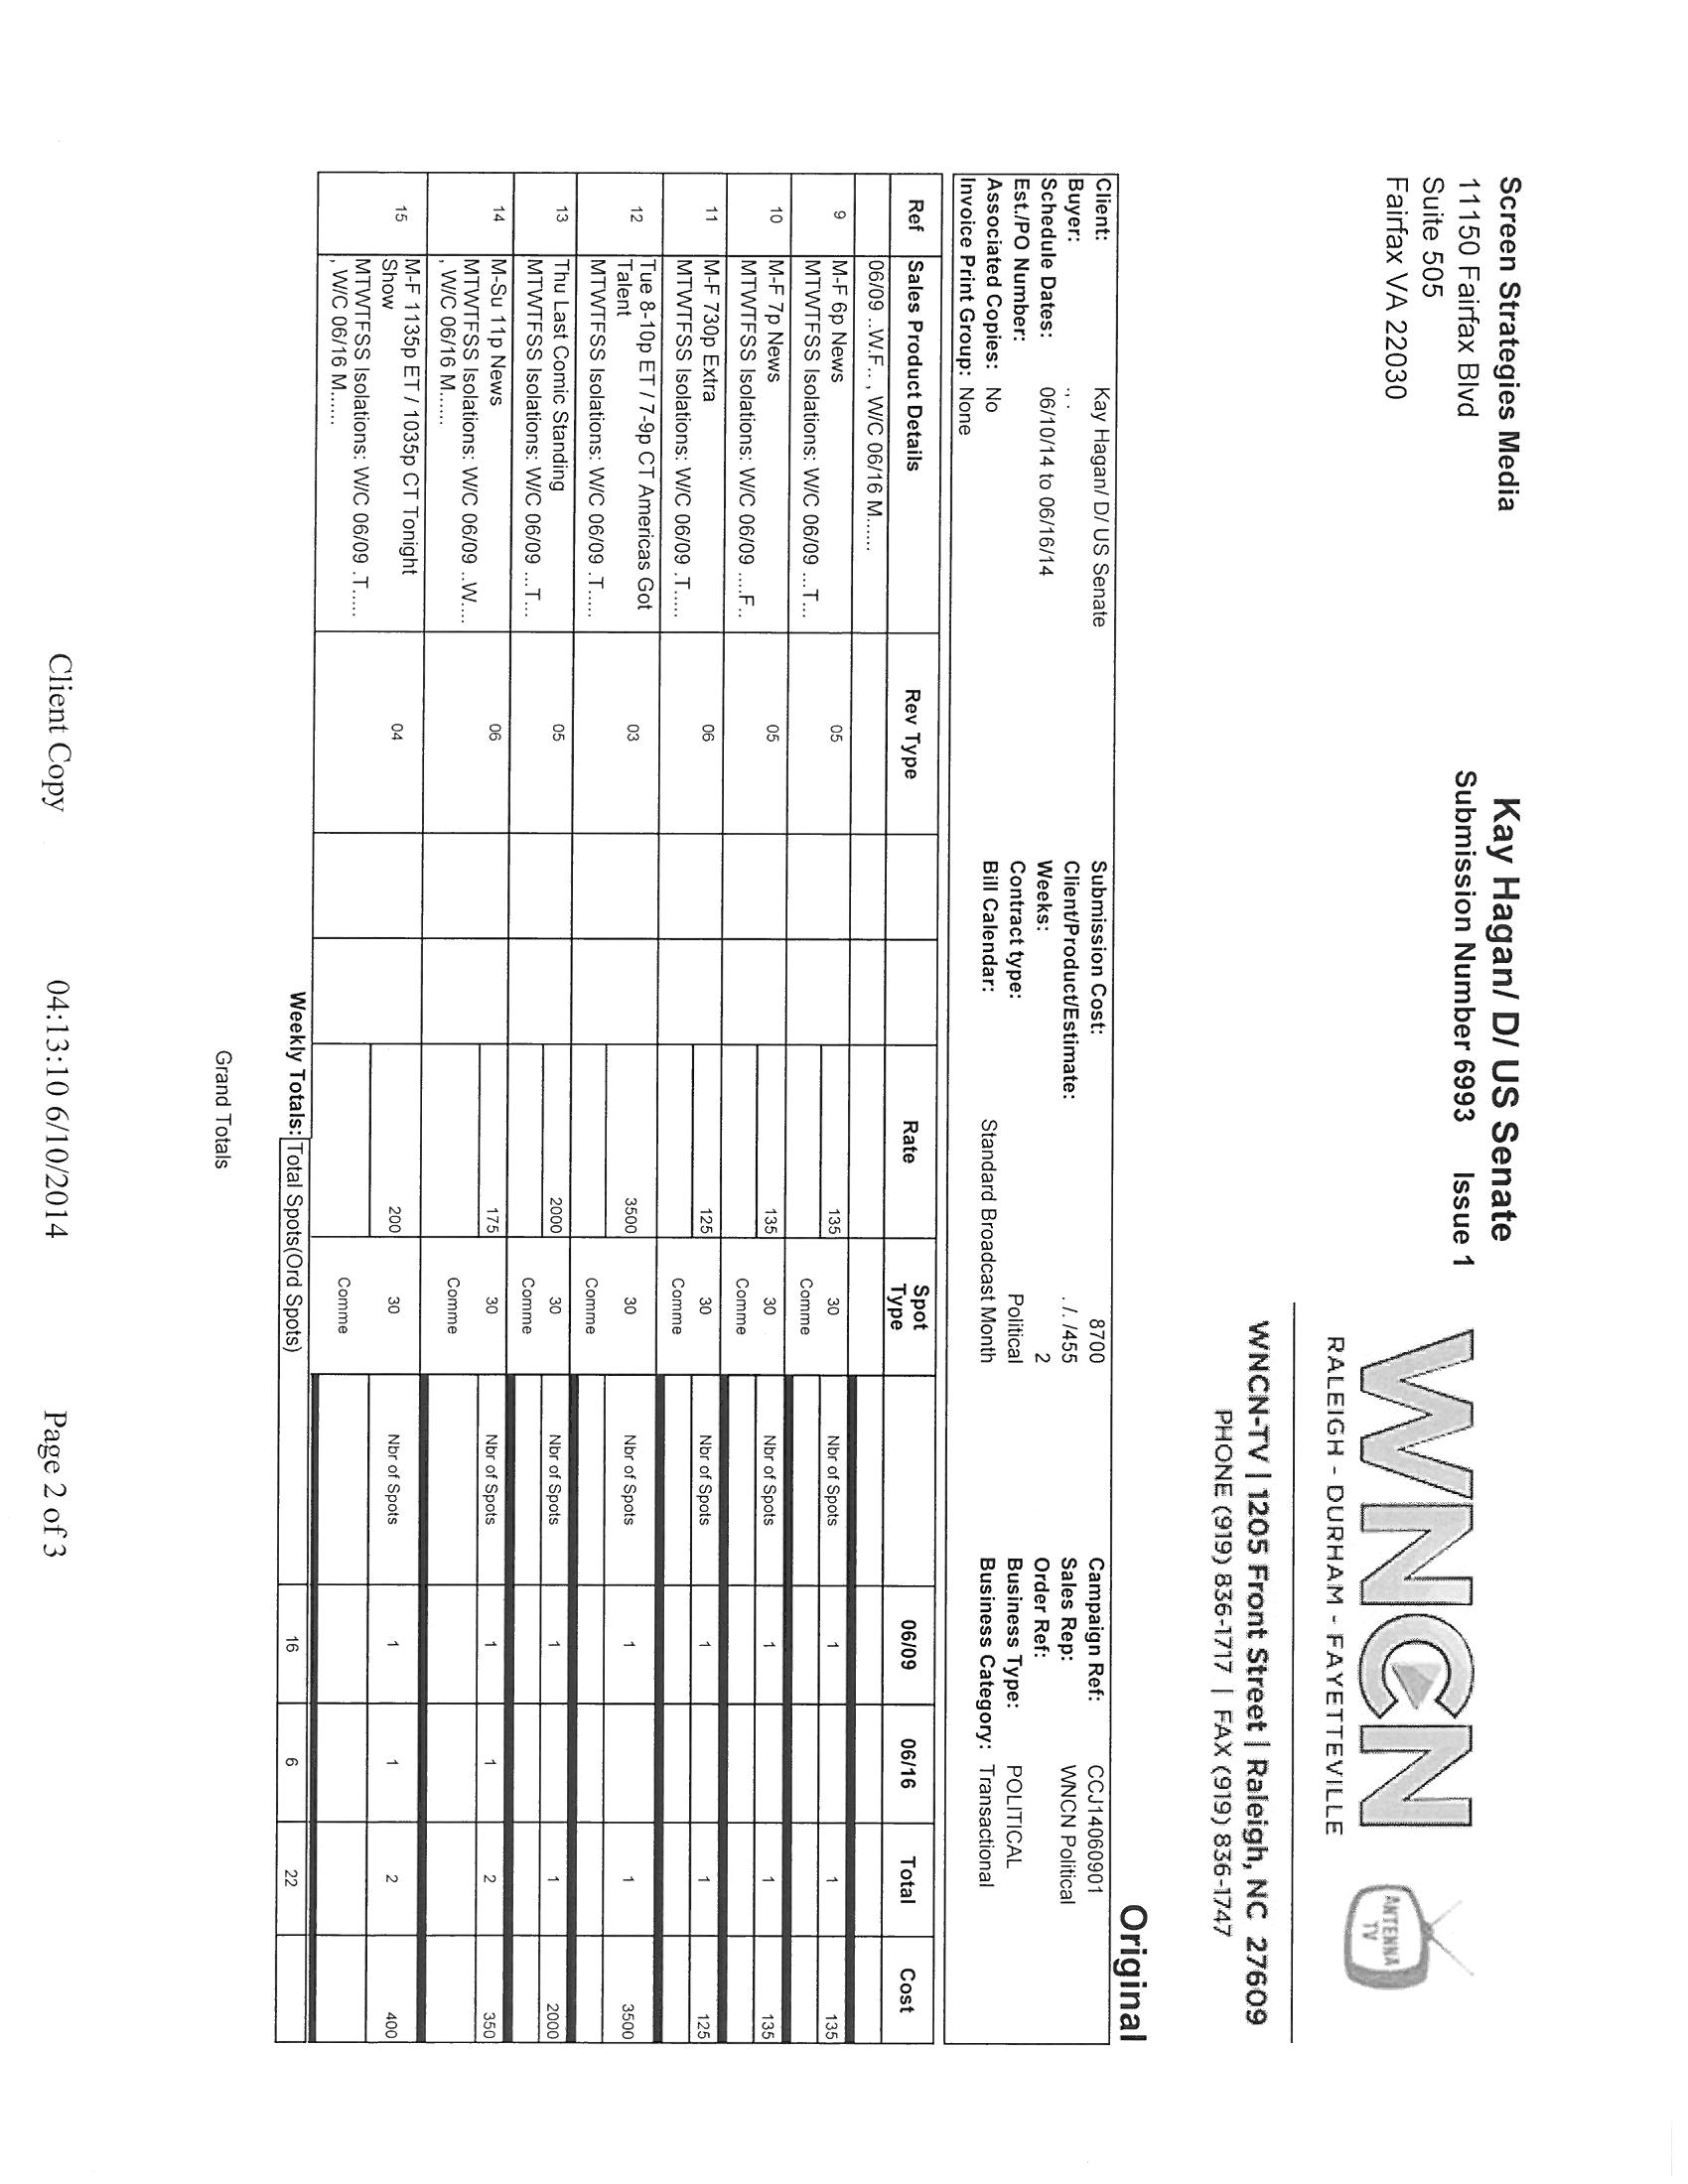 Screen Strategies Media
11150 Fairfax Blvd
Suite 505
Fairfax VA 22030
Kay Hagan/ D/ US Senate
Submission Number 6993 Issue 1
WNCN
RALEIGH - DURHAM - FAYETTEVILLE
ANTENNA
TV
WNCN-TV | 1205 Front Street | Raleigh, NC 27609
PHONE (919) 836-1717 | FAX (919) 836-1747
Original
Client: Kay Hagan/ D/ US Senate Submission Cost: 8700 Campaign Ref: CCJ14060901
Buyer: ., . Client/Product/Estimate: . /. /455 Sales Rep: WNCN Political
Schedule Dates: 06/10/14 to 06/16/14 Weeks: 2 Order Ref:
Est./PO Number: Contract type: Political Business Type: POLITICAL
Associated Copies: No Bill Calendar: Standard Broadcast Month Business Category: Transactional
Invoice Print Group: None
Ref Sales Product Details Rev Type Rate Spot Type 06/09 06/16 Total Cost
06/09 ..W.F.. , W/C 06/16 M......
9 M-F 6p News 05 135 30 Nbr of Spots 1 1 135
MTWTFSS Isolations: W/C 06/09 ...T... Comme
10 M-F 7p News 05 135 30 Nbr of Spots 1 1 135
MTWTFSS Isolations: W/C 06/09 ....F.. Comme
11 M-F 730p Extra 06 125 30 Nbr of Spots 1 1 125
MTWTFSS Isolations: W/C 06/09 .T..... Comme
12 Tue 8-10p ET / 7-9p CT Americas Got 03 3500 30 Nbr of Spots 1 1 3500
Talent
MTWTFSS Isolations: W/C 06/09 .T..... Comme
13 Thu Last Comic Standing 05 2000 30 Nbr of Spots 1 1 2000
MTWTFSS Isolations: W/C 06/09 ...T... Comme
14 M-Su 11p News 06 175 30 Nbr of Spots 1 1 2 350
MTWTFSS Isolations: W/C 06/09 ..W.... Comme
, W/C 06/16 M......
15 M-F 1135p ET / 1035p CT Tonight 04 200 30 Nbr of Spots 1 1 2 400
Show
MTWTFSS Isolations: W/C 06/09 .T..... Comme
, W/C 06/16 M......
Weekly Totals: Total Spots(Ord Spots) 16 6 22
Grand Totals
Client Copy 04:13:10 6/10/2014 Page 2 of 3